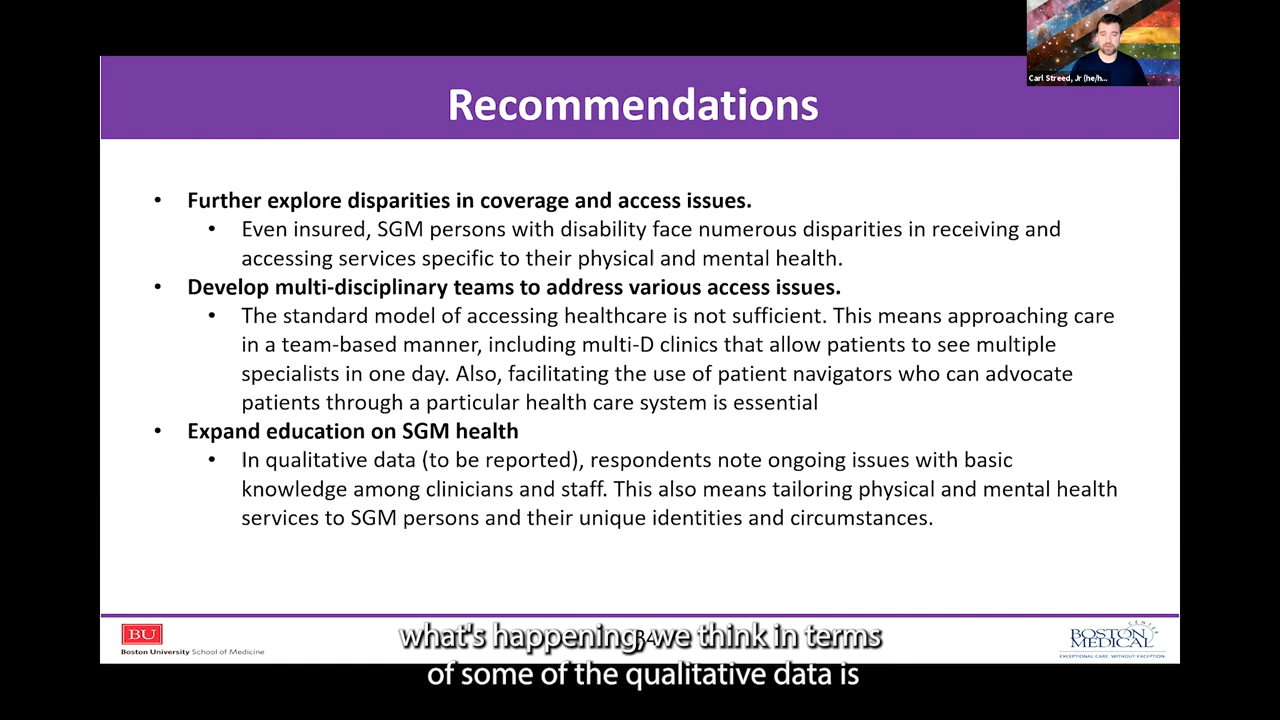 Carl Streed, Jr (he/h...
Recommendations
• Further explore disparities in coverage and access issues.
• Even insured, SGM persons with disability face numerous disparities in receiving and
accessing services specific to their physical and mental health.
• Develop multi-disciplinary teams to address various access issues.
• The standard model of accessing healthcare is not sufficient. This means approaching care
in a team-based manner, including multi-D clinics that allow patients to see multiple
specialists in one day. Also, facilitating the use of patient navigators who can advocate
patients through a particular health care system is essential
• Expand education on SGM health
• In qualitative data (to be reported), respondents note ongoing issues with basic
knowledge among clinicians and staff. This also means tailoring physical and mental health
services to SGM persons and their unique identities and circumstances.
BU
Boston University School of Medicine
34
BOSTON
MEDICAL
CENTER
EXCEPTIONAL CARE. WITHOUT EXCEPTION.
what's happening, we think in terms
of some of the qualitative data is